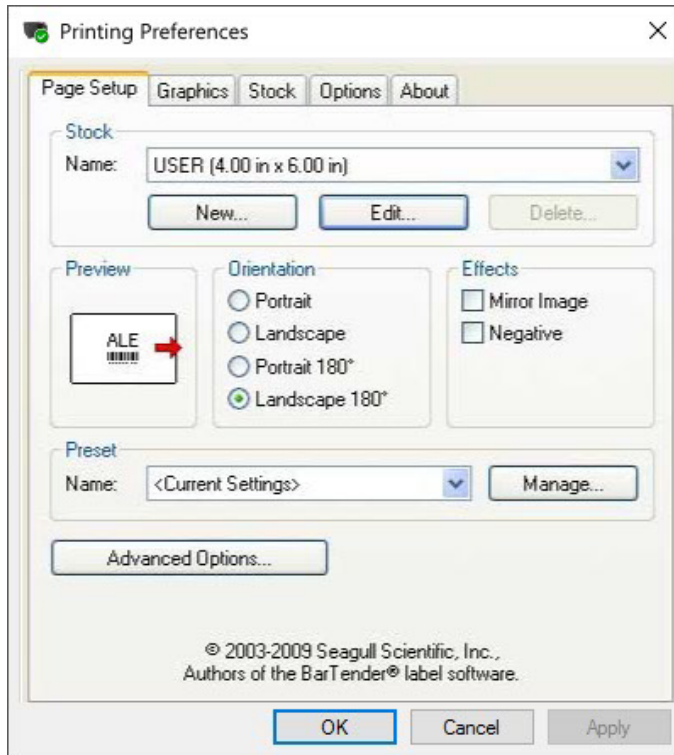 Printing Preferences
Page Setup Graphics Stock Options About
Stock
Name: USER (4.00 in x 6.00 in)
New... Edit... Delete...
Preview
ALE
Orientation
Portrait
Landscape
Portrait 180°
Landscape 180°
Effects
Mirror Image
Negative
Preset
Name: <Current Settings> Manage...
Advanced Options...
© 2003-2009 Seagull Scientific, Inc.,
Authors of the BarTender® label software.
OK Cancel Apply